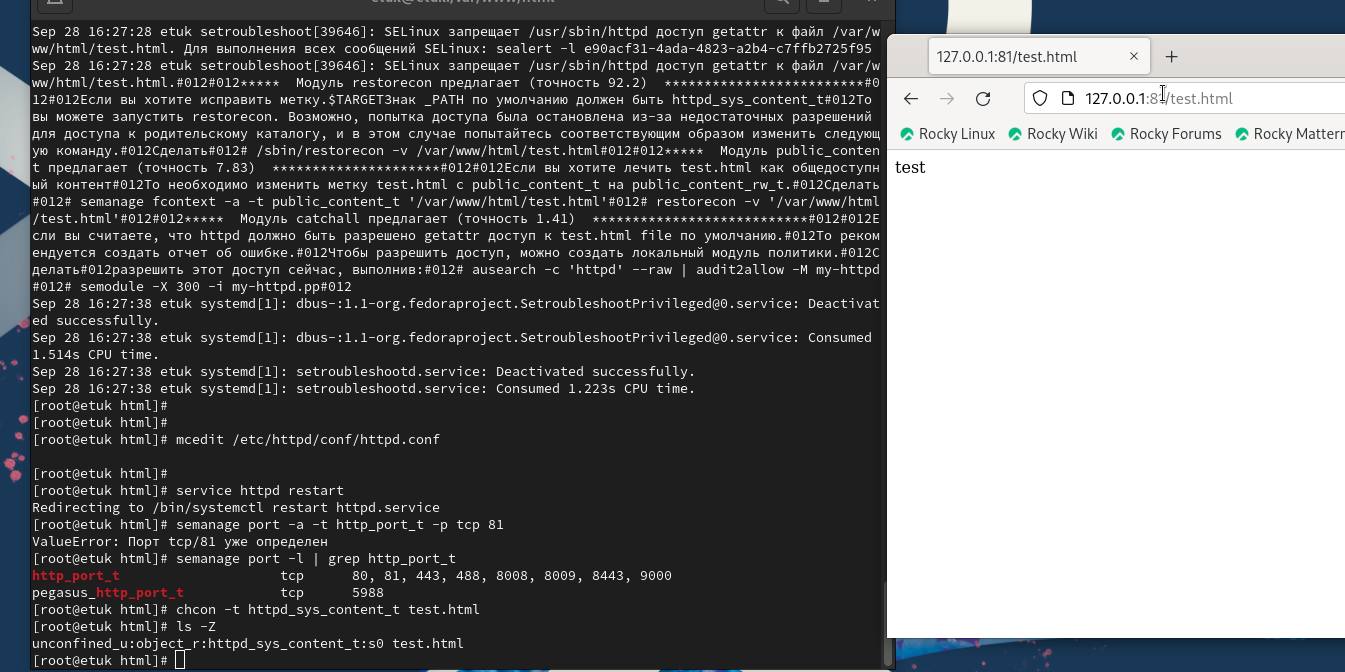 Sep 28 16:27:28 etuk setroubleshoot[39646]: SELinux запрещает /usr/sbin/httpd доступ getattr к файл /var/w
ww/html/test.html. Для выполнения всех сообщений SELinux: sealert -l e90acf31-4ada-4823-a2b4-c7ffb2725f95
Sep 28 16:27:28 etuk setroubleshoot[39646]: SELinux запрещает /usr/sbin/httpd доступ getattr к файл /var/w
ww/html/test.html.#012#012*****  Модуль restorecon предлагает (точность 92.2)  *************************#0
12#012Если вы хотите исправить метку.$TARGETЗнак _PATH по умолчанию должен быть httpd_sys_content_t#012То 
вы можете запустить restorecon. Возможно, попытка доступа была остановлена из-за недостаточных разрешений
для доступа к родительскому каталогу, и в этом случае попытайтесь соответствующим образом изменить следующ
ую команду.#012Сделать#012# /sbin/restorecon -v /var/www/html/test.html#012#012*****  Модуль public_conten
t предлагает (точность 7.83)  *********************#012#012Если вы хотите лечить test.html как общедоступн
ый контент#012То необходимо изменить метку test.html с public_content_t на public_content_rw_t.#012Сделать
#012# semanage fcontext -a -t public_content_t '/var/www/html/test.html'#012# restorecon -v '/var/www/html
/test.html'#012#012*****  Модуль catchall предлагает (точность 1.41)  ***************************#012#012Е
сли вы считаете, что httpd должно быть разрешено getattr доступ к test.html file по умолчанию.#012То реком
ендуется создать отчет об ошибке.#012Чтобы разрешить доступ, можно создать локальный модуль политики.#012С
делать#012разрешить этот доступ сейчас, выполнив:#012# ausearch -c 'httpd' --raw | audit2allow -M my-httpd
#012# semodule -X 300 -i my-httpd.pp#012
Sep 28 16:27:38 etuk systemd[1]: dbus-:1.1-org.fedoraproject.SetroubleshootPrivileged@0.service: Deactivat
ed successfully.
Sep 28 16:27:38 etuk systemd[1]: dbus-:1.1-org.fedoraproject.SetroubleshootPrivileged@0.service: Consumed
1.514s CPU time.
Sep 28 16:27:38 etuk systemd[1]: setroubleshootd.service: Deactivated successfully.
Sep 28 16:27:38 etuk systemd[1]: setroubleshootd.service: Consumed 1.223s CPU time.
[root@etuk html]#
[root@etuk html]#
[root@etuk html]# mcedit /etc/httpd/conf/httpd.conf
[root@etuk html]#
[root@etuk html]# service httpd restart
Redirecting to /bin/systemctl restart httpd.service
[root@etuk html]# semanage port -a -t http_port_t -p tcp 81
ValueError: Порт tcp/81 уже определен
[root@etuk html]# semanage port -l | grep http_port_t
http_port_t                    tcp      80, 81, 443, 488, 8008, 8009, 8443, 9000
pegasus_http_port_t            tcp      5988
[root@etuk html]# chcon -t httpd_sys_content_t test.html
[root@etuk html]# ls -Z
unconfined_u:object_r:httpd_sys_content_t:s0 test.html
[root@etuk html]#
127.0.0.1:81/test.html
127.0.0.1:81/test.html
Rocky Linux Rocky Wiki Rocky Forums Rocky Mattern
test